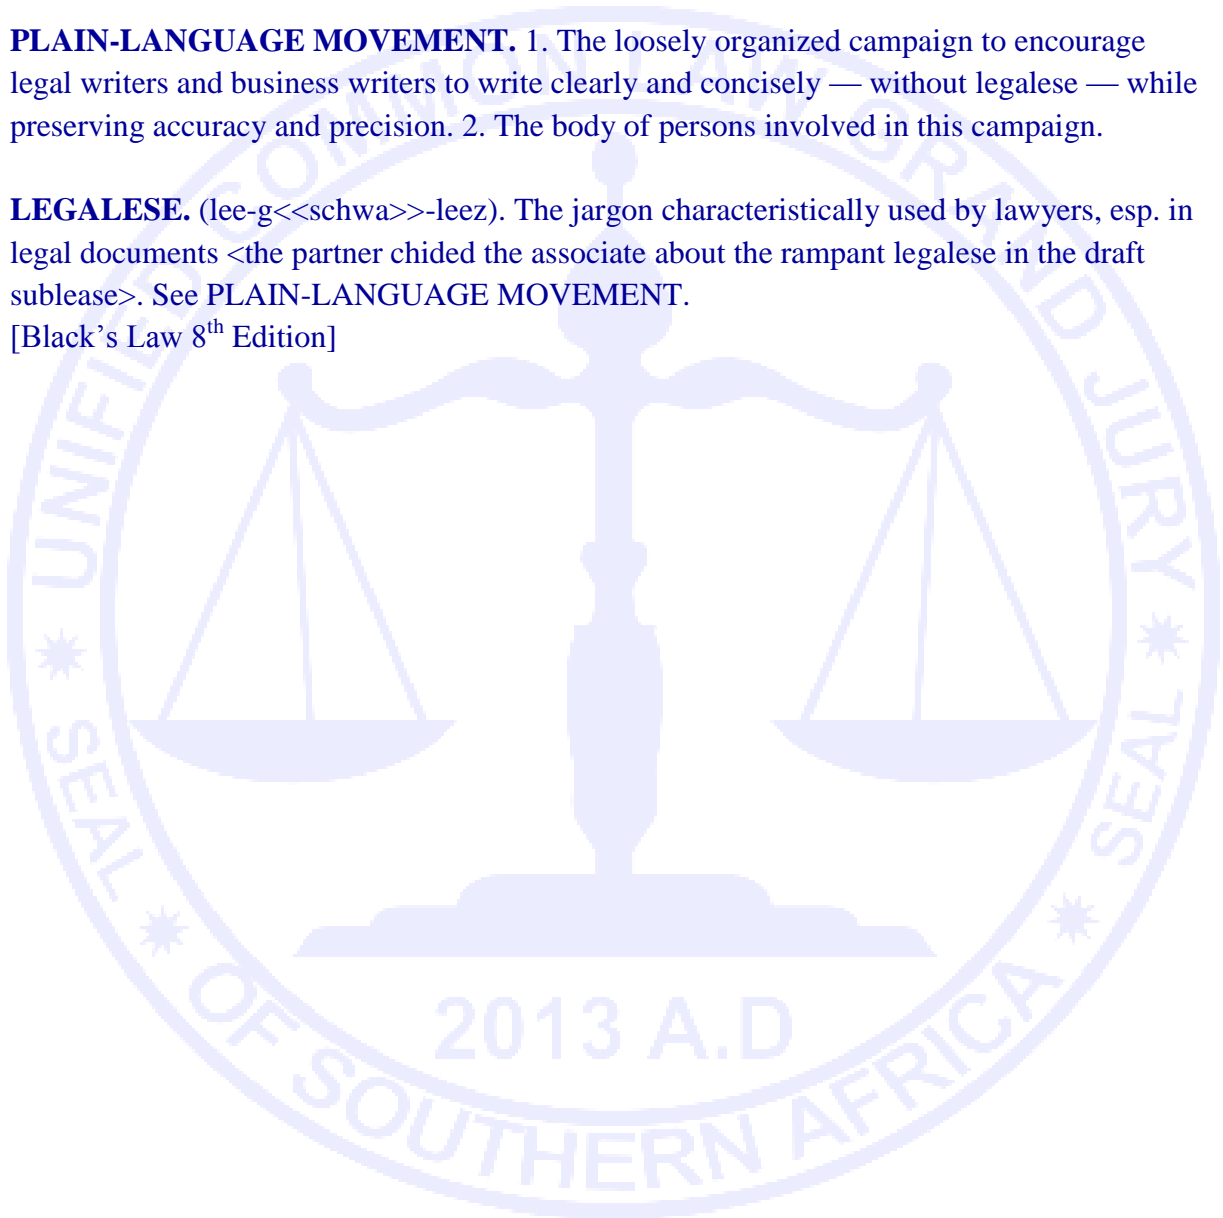 PLAIN-LANGUAGE MOVEMENT. 1. The loosely organized campaign to encourage
legal writers and business writers to write clearly and concisely — without legalese — while
preserving accuracy and precision. 2. The body of persons involved in this campaign.
LEGALESE. (lee-g<<schwa>>-leez). The jargon characteristically used by lawyers, esp. in
legal documents <the partner chided the associate about the rampant legalese in the draft
sublease>. See PLAIN-LANGUAGE MOVEMENT.
[Black's Law 8th Edition]
UNIFIED COMMON LAW GRAND JURY
2013 A.D
SEAL * OF SOUTHERN AFRICA * SEAL